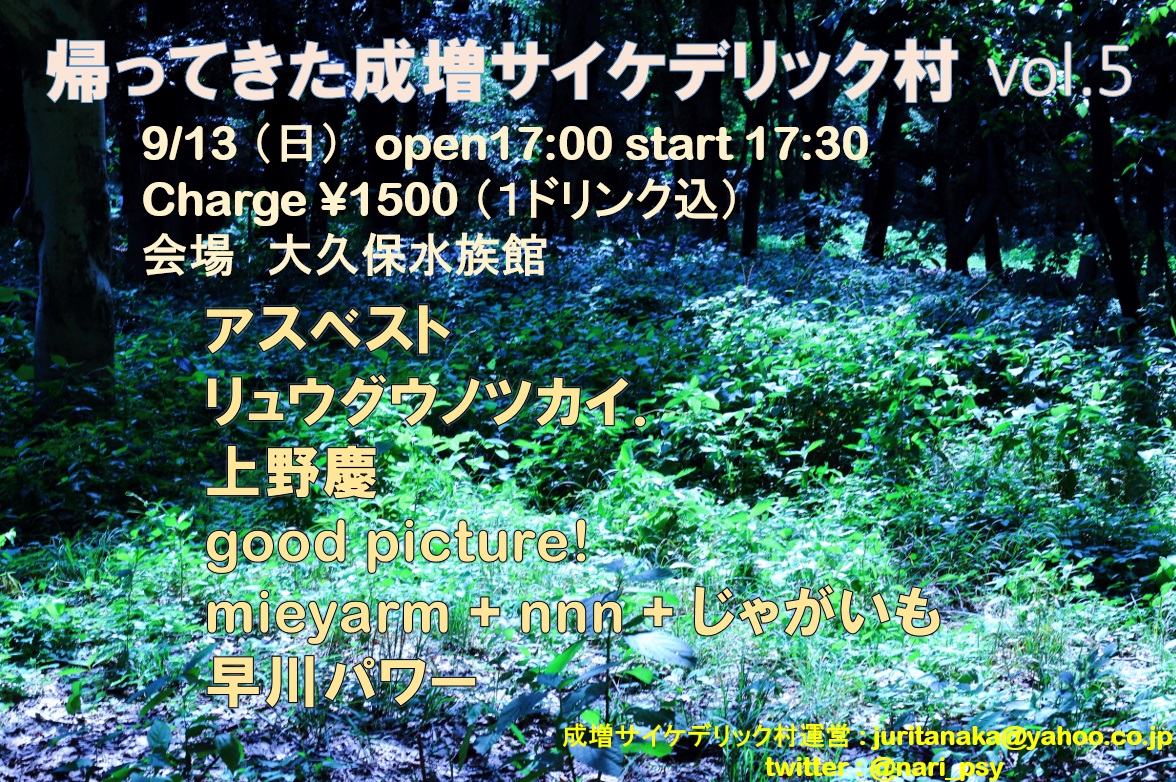 帰ってきた成増サイケデリック村 vol.5
9/13（日） open17:00 start 17:30
Charge ¥1500（1ドリンク込）
会場　大久保水族館
アスベスト
リュウグウノツカイ.
上野慶
good picture!
mieyarm + nnn + じゃがいも
早川パワー
成増サイケデリック村運営 : juritanaka@yahoo.co.jp
twitter : @nari_psy